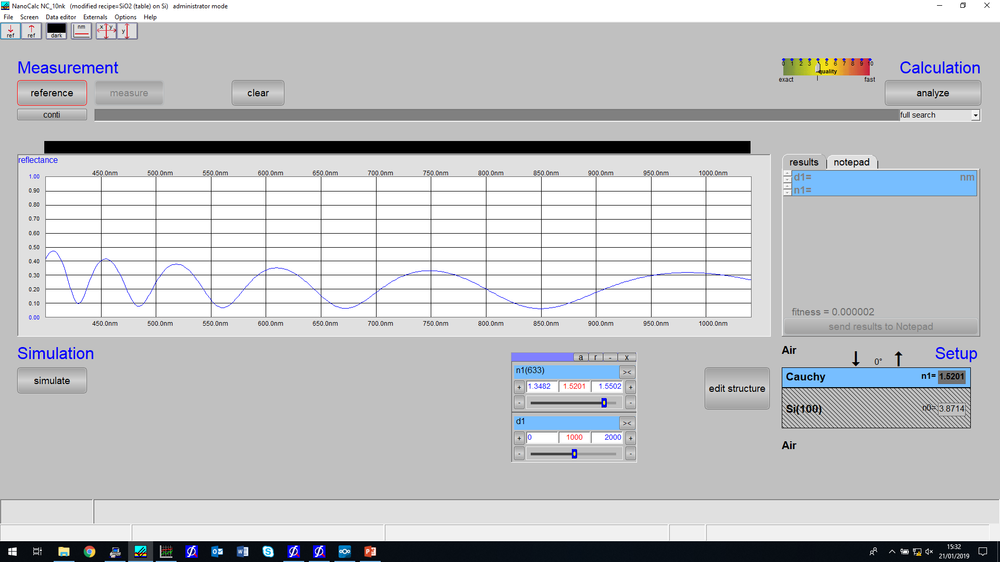 NanoCalc NC_10nk   (modified recipe=SiO2 (table) on Si)   administrator mode
File   Screen   Data editor   Externals   Options   Help
ref   ref   dark   nm   x y   y
Measurement
0 1 2 3 4 5 6 7 8 9 10
quality
exact   fast
Calculation
reference   measure   clear   analyze
conti   full search
reflectance
450.0nm 500.0nm 550.0nm 600.0nm 650.0nm 700.0nm 750.0nm 800.0nm 850.0nm 900.0nm 950.0nm 1000.0nm
1.00
0.90
0.80
0.70
0.60
0.50
0.40
0.30
0.20
0.10
0.00
450.0nm 500.0nm 550.0nm 600.0nm 650.0nm 700.0nm 750.0nm 800.0nm 850.0nm 900.0nm 950.0nm 1000.0nm
results   notepad
d1=   nm
n1=
fitness = 0.000002
send results to Notepad
Simulation
simulate
a r - x
n1(633)   ><
+ 1.3482 1.5201 1.5502 +
- -
d1   ><
+ 0 1000 2000 +
- -
edit structure
Air   0°   Setup
Cauchy   n1= 1.5201
Si(100)   n0= 3.8714
Air
15:32
21/01/2019